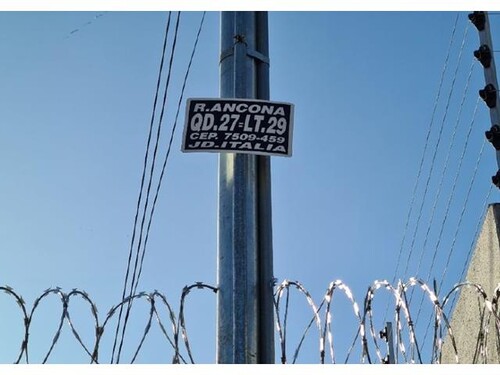 R.ANCONA
QD.27=LT.29
CEP. 7509-459
JD.ITALIA